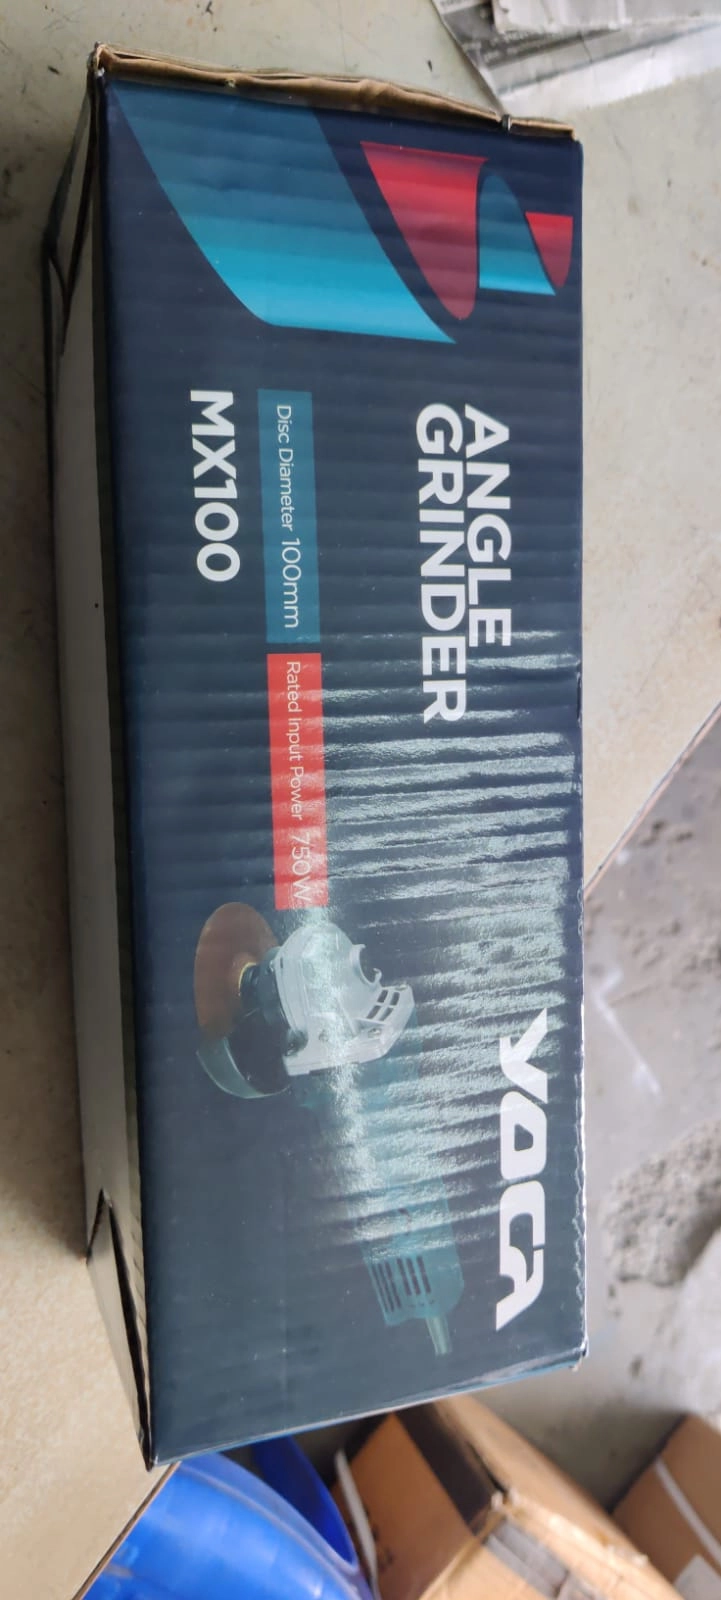 YOCA
ANGLE
GRINDER
Disc Diameter 100mm
Rated Input Power 750W
MX100